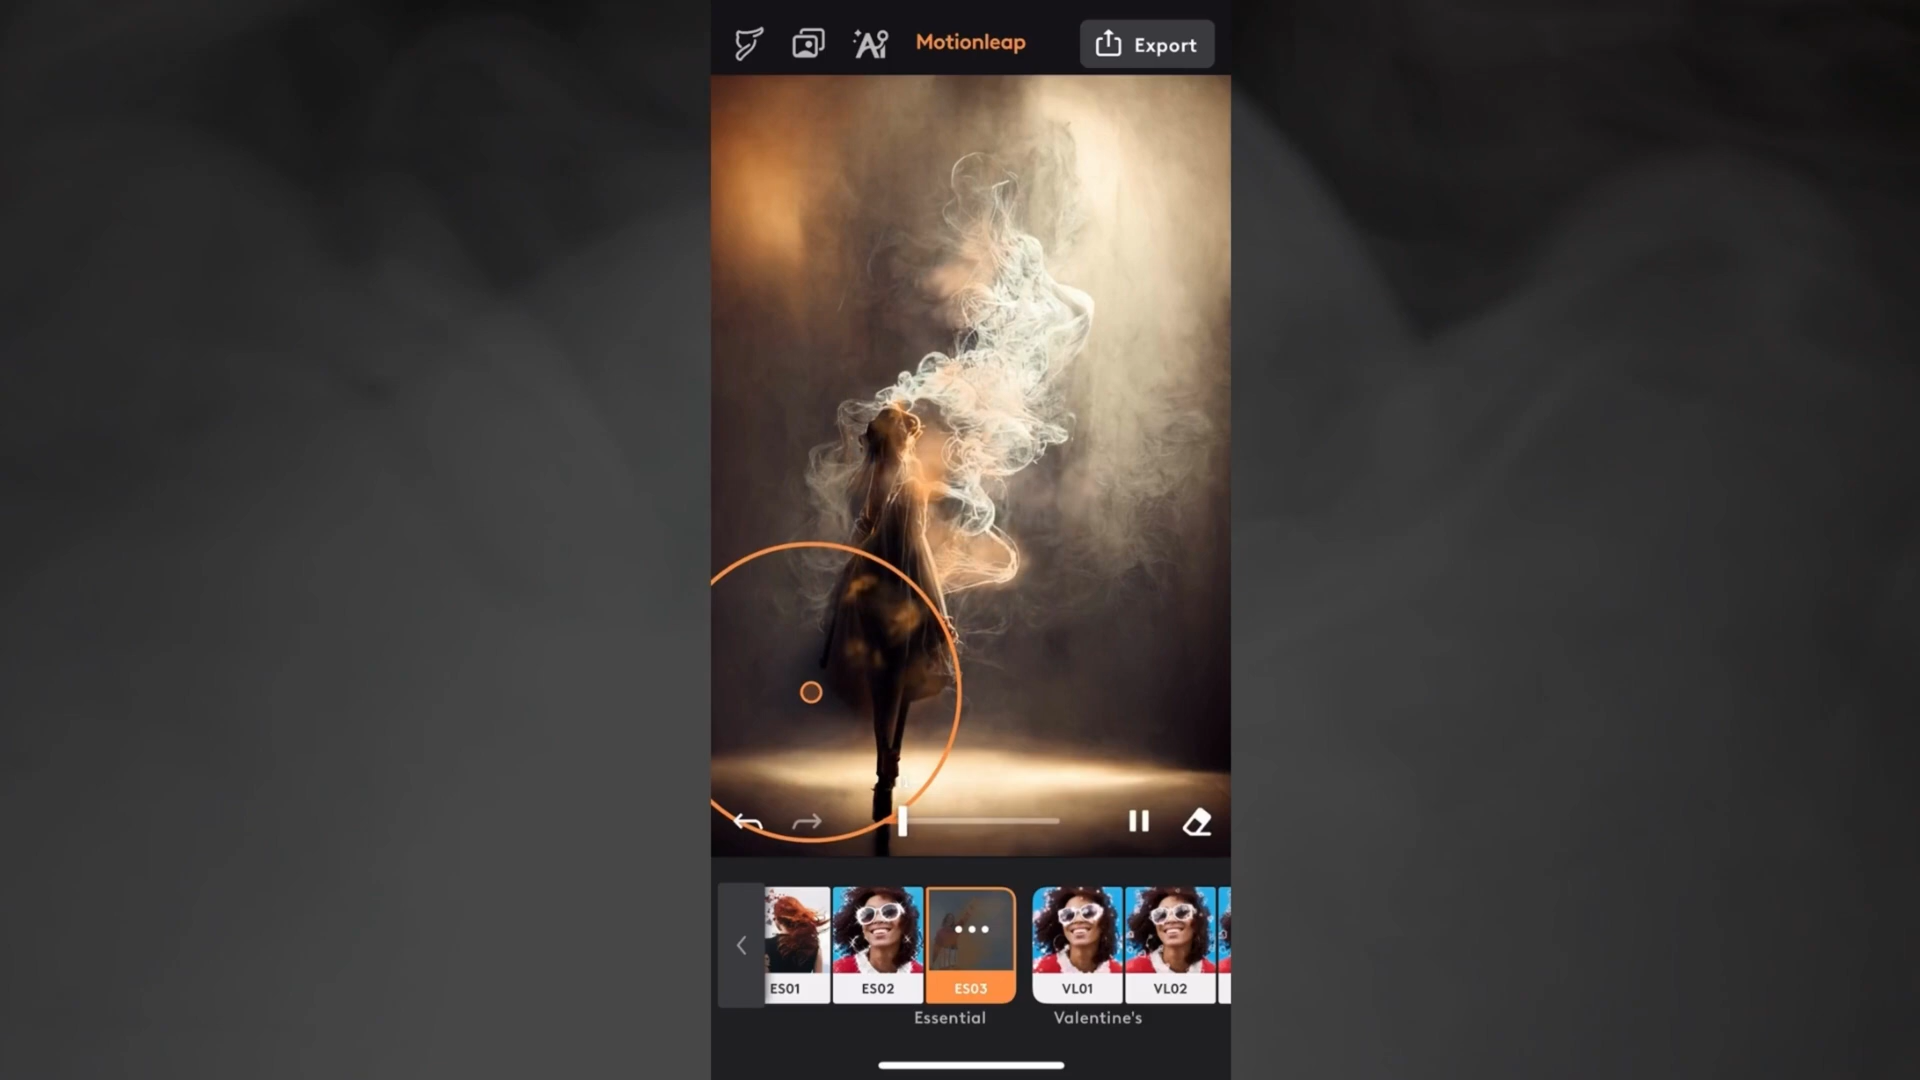 Motionleap
Export
ES01
ES02
ES03
VL01
VL02
Essential
Valentine's